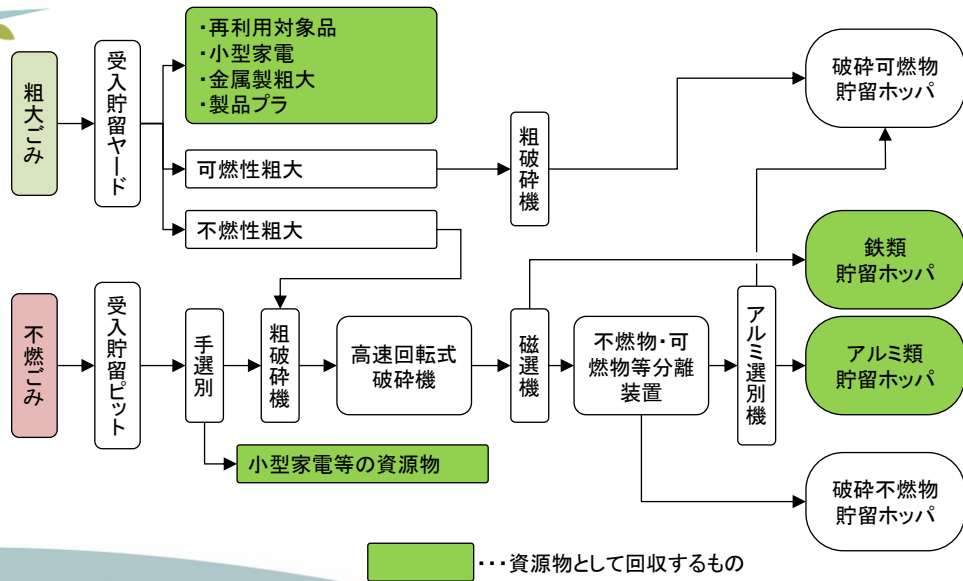 粗大ごみ
受入貯留ヤード
・再利用対象品
・小型家電
・金属製粗大
・製品プラ
可燃性粗大
不燃性粗大
粗破砕機
破砕可燃物
貯留ホッパ
鉄類
貯留ホッパ
不燃ごみ
受入貯留ピット
手選別
粗破砕機
高速回転式
破砕機
磁選機
不燃物・可
燃物等分離
装置
アルミ選別機
アルミ類
貯留ホッパ
小型家電等の資源物
破砕不燃物
貯留ホッパ
・・・資源物として回収するもの